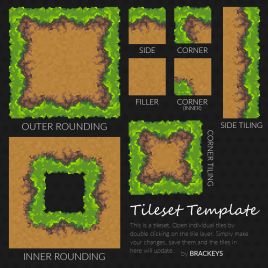 SIDE
CORNER
FILLER
CORNER
(INNER)
OUTER ROUNDING
SIDE TILING
CORNER TILING
INNER ROUNDING
Tileset Template
This is a tileset. Open individual tiles by
double clicking on the tile layer. Simply make
your changes, save them and the tiles in
here will update.
by BRACKEYS